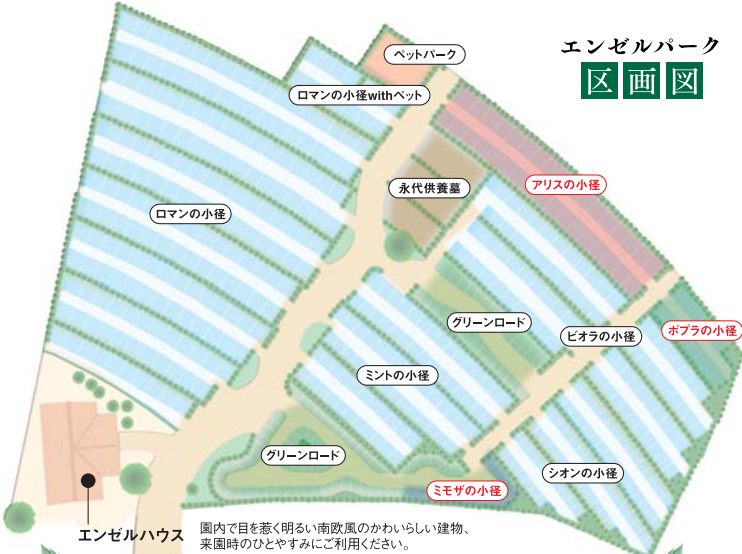 エンゼルパーク
区画図
ペットパーク
ロマンの小径withペット
永代供養墓
アリスの小径
ロマンの小径
グリーンロード
ビオラの小径
ポプラの小径
ミントの小径
グリーンロード
シオンの小径
ミモザの小径
エンゼルハウス
園内で目を惹く明るい南欧風のかわいらしい建物、
来園時のひとやすみにご利用ください。